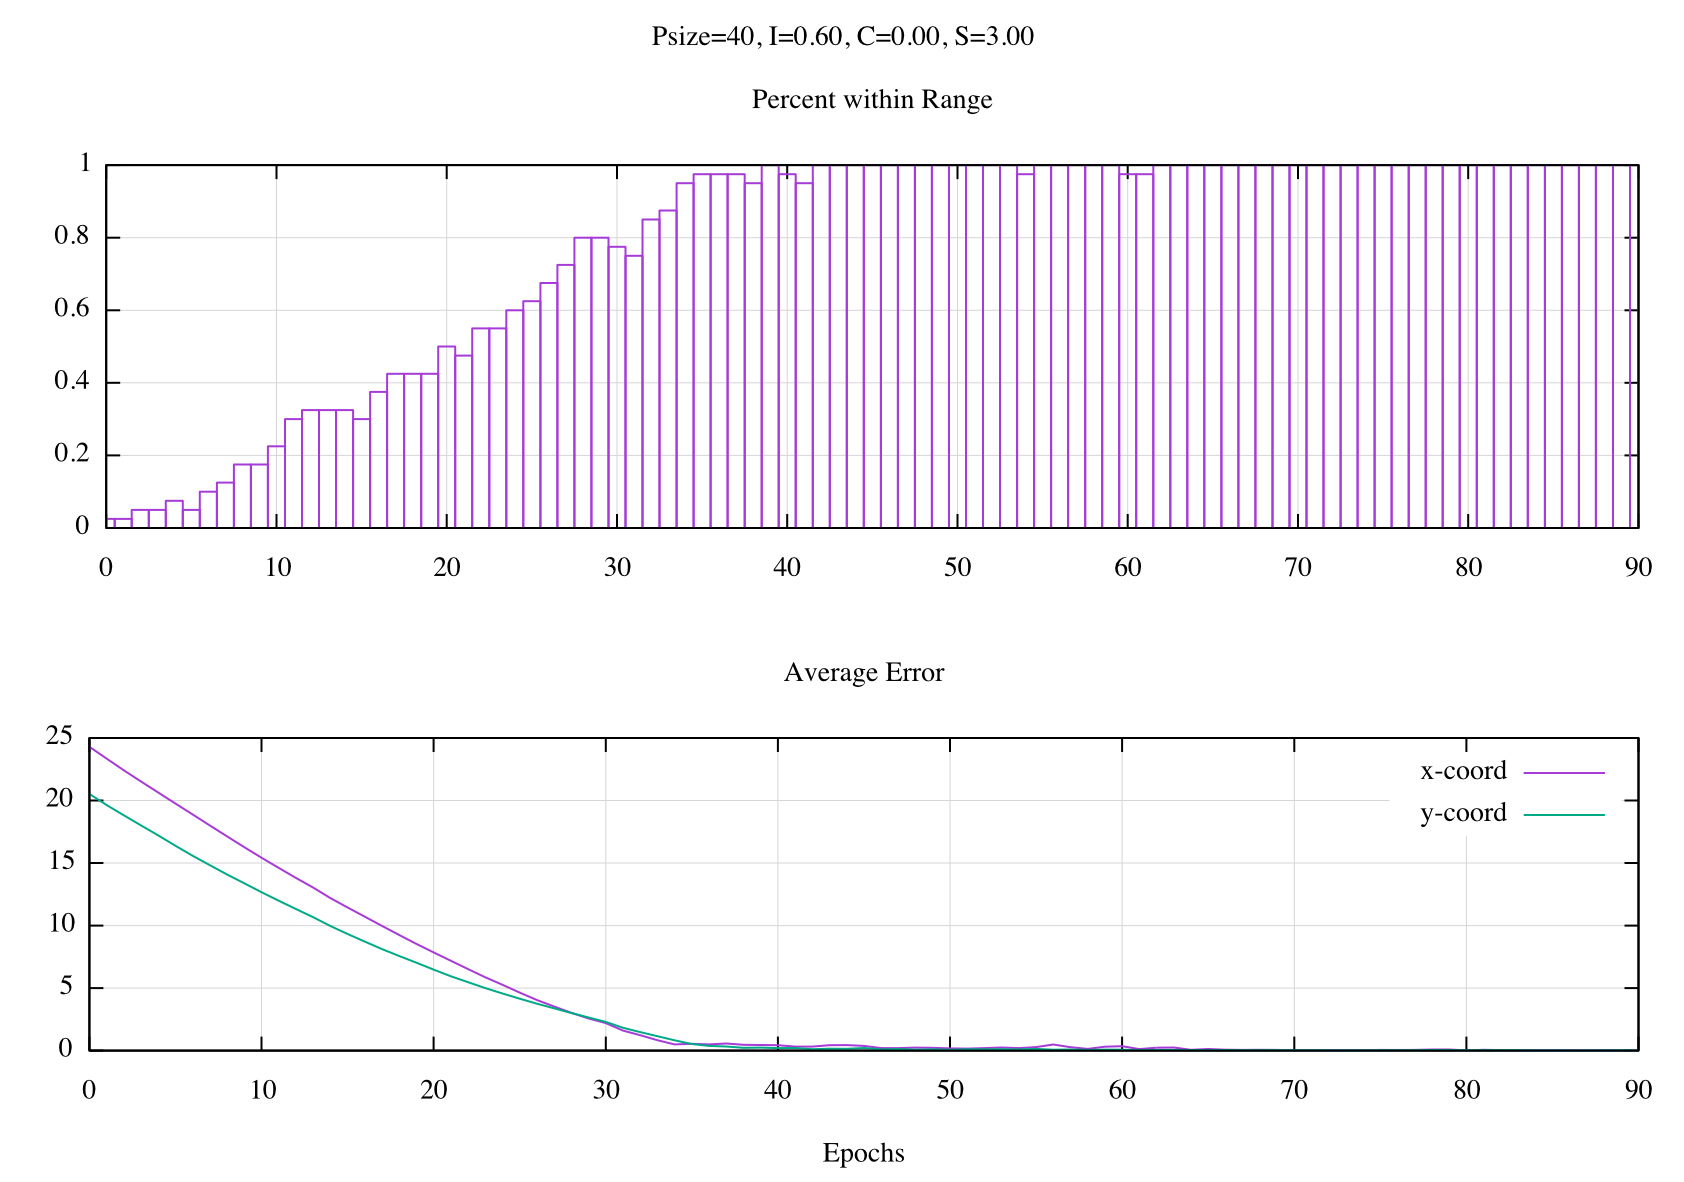 Psize=40, I=0.60, C=0.00, S=3.00
Percent within Range
1
0.8
0.6
0.4
0.2
0
0 10 20 30 40 50 60 70 80 90
Average Error
25
20
15
10
5
0
x-coord
y-coord
0 10 20 30 40 50 60 70 80 90
Epochs